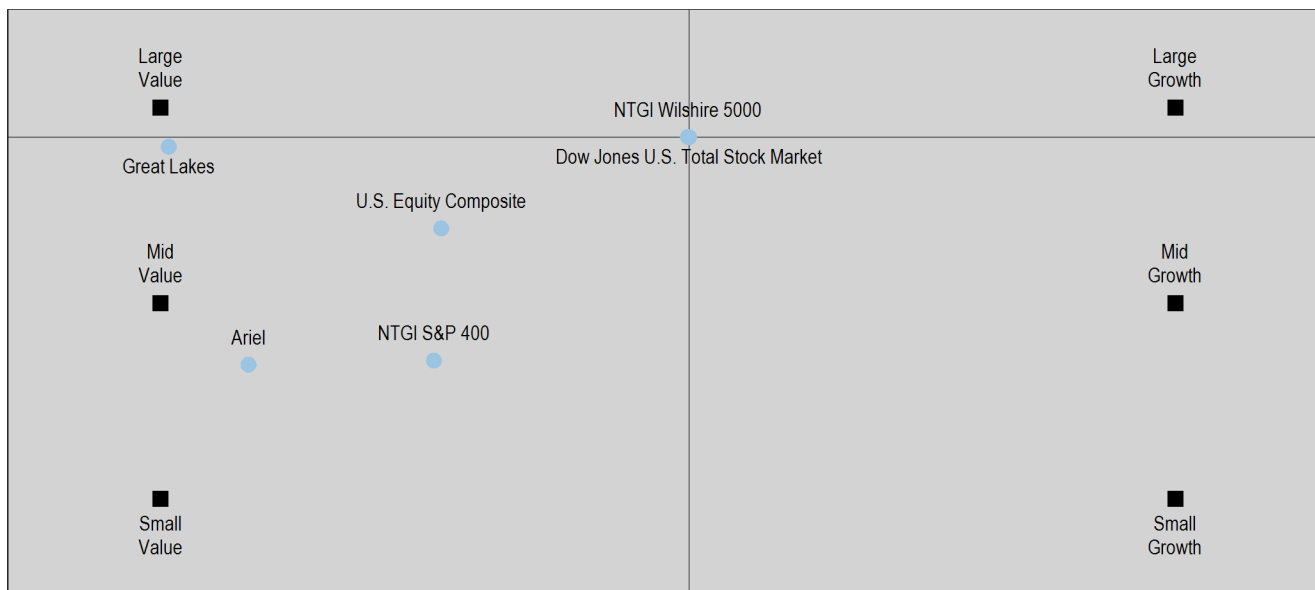 Large
Value
Large
Growth
NTGI Wilshire 5000
Dow Jones U.S. Total Stock Market
Great Lakes
U.S. Equity Composite
Mid
Value
Mid
Growth
Ariel
NTGI S&P 400
Small
Value
Small
Growth